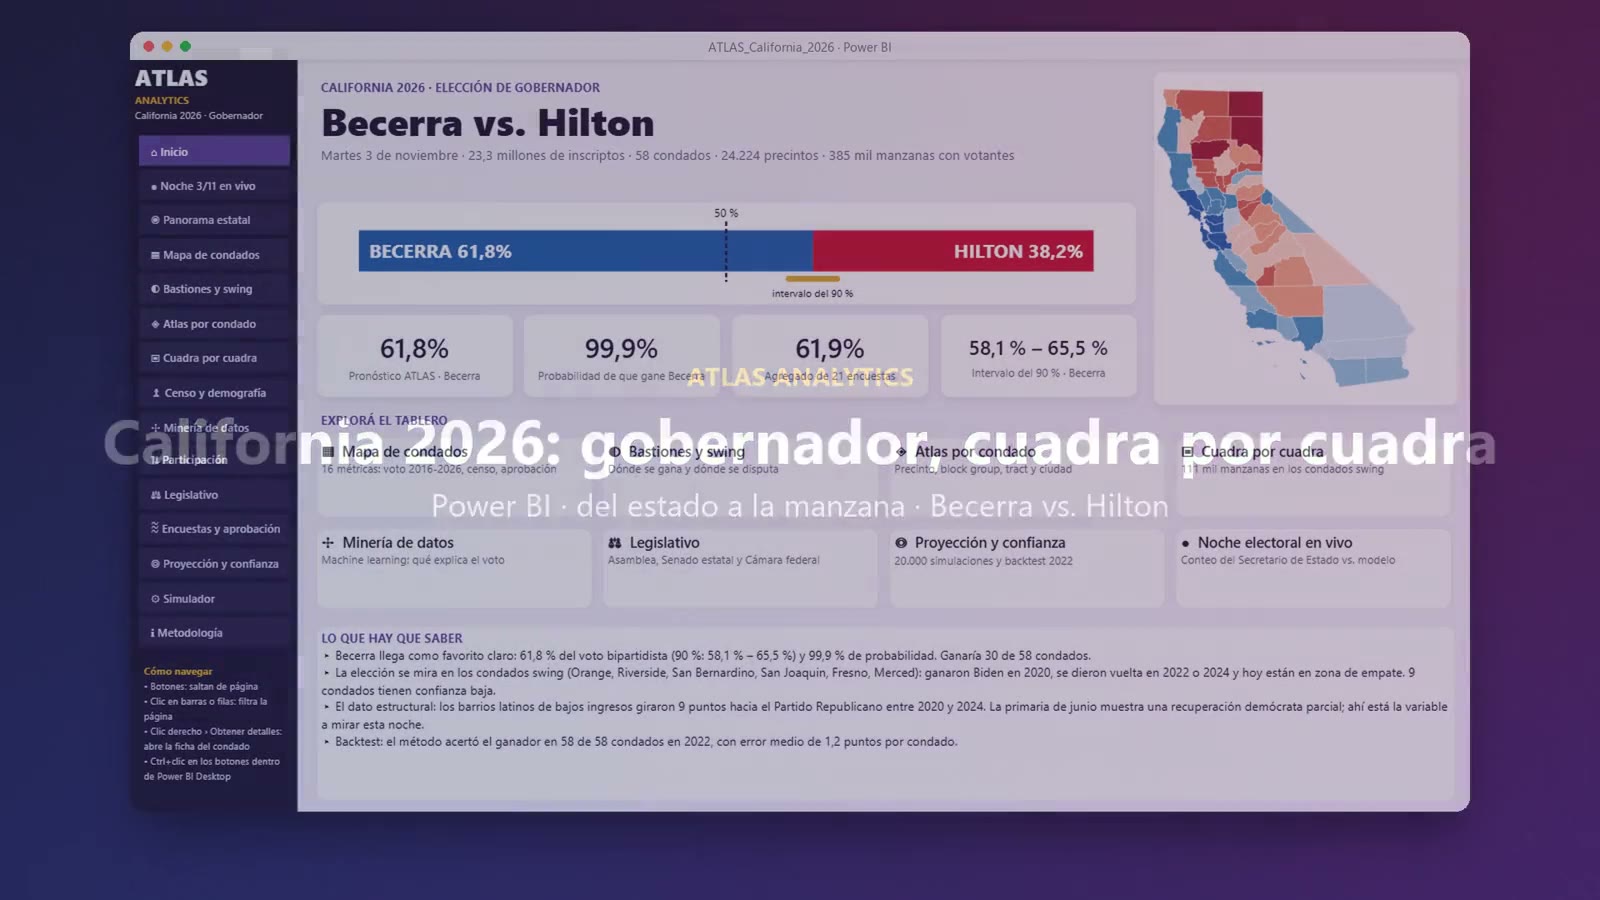 ATLAS_California_2026 · Power BI
ATLAS
ANALYTICS
California 2026 · Gobernador
Inicio
Noche 3/11 en vivo
Panorama estatal
Mapa de condados
Bastiones y swing
Atlas por condado
Cuadra por cuadra
Censo y demografía
Minería de datos
Participación
Legislativo
Encuestas y aprobación
Proyección y confianza
Simulador
Metodología
Cómo navegar
• Botones: saltan de página
• Clic en barras o filas: filtra la
página
• Clic derecho › Obtener detalles:
abre la ficha del condado
• Ctrl+clic en los botones dentro
de Power BI Desktop
CALIFORNIA 2026 · ELECCIÓN DE GOBERNADOR
Becerra vs. Hilton
Martes 3 de noviembre · 23,3 millones de inscriptos · 58 condados · 24.224 precintos · 385 mil manzanas con votantes
50 %
BECERRA 61,8%
HILTON 38,2%
intervalo del 90 %
61,8%
Pronóstico ATLAS · Becerra
99,9%
Probabilidad de que gane Becerra
61,9%
Agregado de 21 encuestas
58,1 % – 65,5 %
Intervalo del 90 % · Becerra
ATLAS ANALYTICS
California 2026: gobernador, cuadra por cuadra
Power BI · del estado a la manzana · Becerra vs. Hilton
EXPLORÁ EL TABLERO
Mapa de condados
16 métricas: voto 2016-2026, censo, aprobación
Bastiones y swing
Dónde se gana y dónde se disputa
Atlas por condado
Precinto, block group, tract y ciudad
Cuadra por cuadra
111 mil manzanas en los condados swing
Minería de datos
Machine learning: qué explica el voto
Legislativo
Asamblea, Senado estatal y Cámara federal
Proyección y confianza
20.000 simulaciones y backtest 2022
Noche electoral en vivo
Conteo del Secretario de Estado vs. modelo
LO QUE HAY QUE SABER
‣ Becerra llega como favorito claro: 61,8 % del voto bipartidista (90 %: 58,1 % – 65,5 %) y 99,9 % de probabilidad. Ganaría 30 de 58 condados.
‣ La elección se mira en los condados swing (Orange, Riverside, San Bernardino, San Joaquin, Fresno, Merced): ganaron Biden en 2020, se dieron vuelta en 2022 o 2024 y hoy están en zona de empate. 9
condados tienen confianza baja.
‣ El dato estructural: los barrios latinos de bajos ingresos giraron 9 puntos hacia el Partido Republicano entre 2020 y 2024. La primaria de junio muestra una recuperación demócrata parcial; ahí está la variable
a mirar esta noche.
‣ Backtest: el método acertó el ganador en 58 de 58 condados en 2022, con error medio de 1,2 puntos por condado.